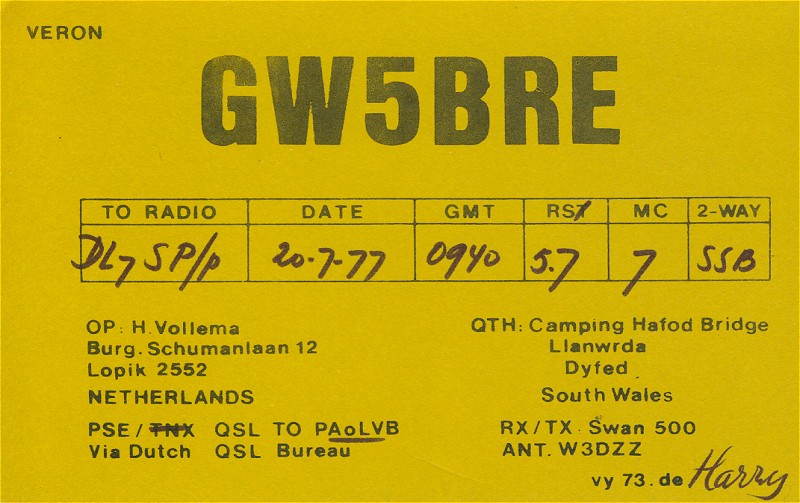 VERON
GW5BRE
TO RADIO DATE GMT RST MC 2-WAY
DL7SP/p 20-7-77 0940 5.7 7 SSB
OP: H.Vollema
Burg.Schumanlaan 12
Lopik 2552
NETHERLANDS
PSE/TNX QSL TO PAoLVB
Via Dutch QSL Bureau
QTH: Camping Hafod Bridge
Llanwrda
Dyfed
South Wales
RX/TX Swan 500
ANT. W3DZZ
vy 73. de Harry